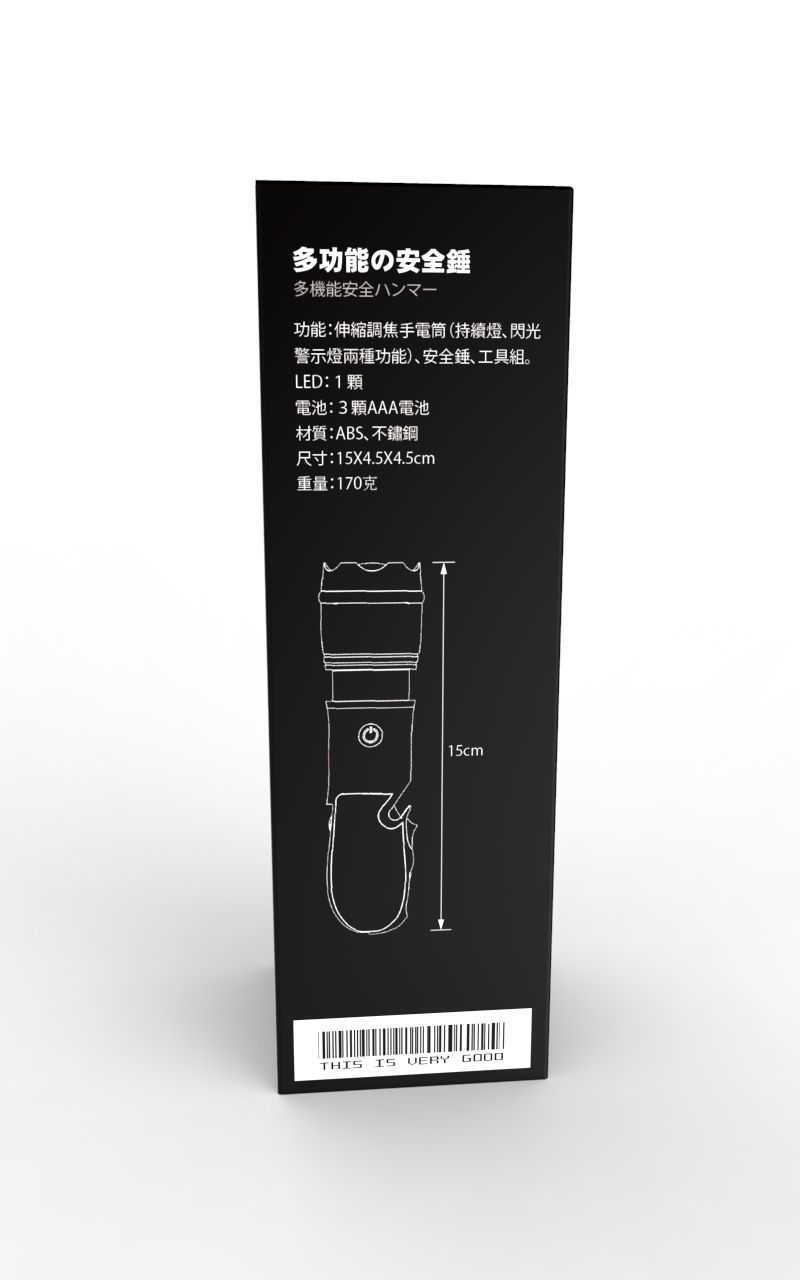 多功能の安全錘
多機能安全ハンマー
功能：伸縮調焦手電筒（持續燈、閃光
警示燈兩種功能）、安全錘、工具組。
LED：1顆
電池：3顆AAA電池
材質：ABS、不鏽鋼
尺寸：15X4.5X4.5cm
重量：170克
15cm
THIS IS VERY GOOD